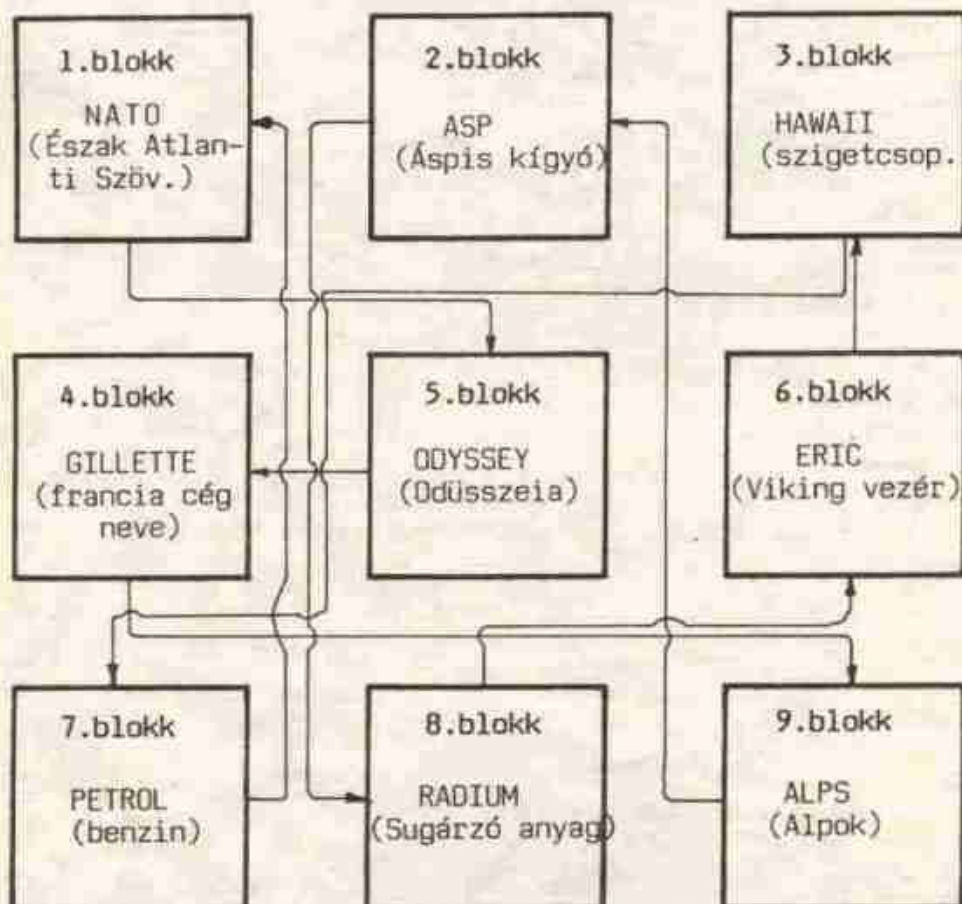 1.blokk
NATO
(Észak Atlan-
ti Szöv.)
2.blokk
ASP
(Áspis kígyó)
3.blokk
HAWAII
(szigetcsop.
4.blokk
GILLETTE
(francia cég
neve)
5.blokk
ODYSSEY
(Odüsszeia)
6.blokk
ERIC
(Viking vezér)
7.blokk
PETROL
(benzin)
8.blokk
RADIUM
(Sugárzó anyag)
9.blokk
ALPS
(Alpok)